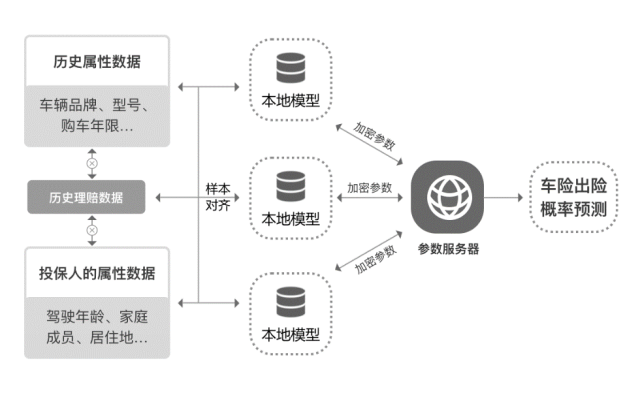 历史属性数据
车辆品牌、型号、
购车年限...
历史理赔数据
投保人的属性数据
驾驶年龄、家庭
成员、居住地...
样本
对齐
本地模型
本地模型
本地模型
加密参数
加密参数
加密参数
参数服务器
车险出险
概率预测